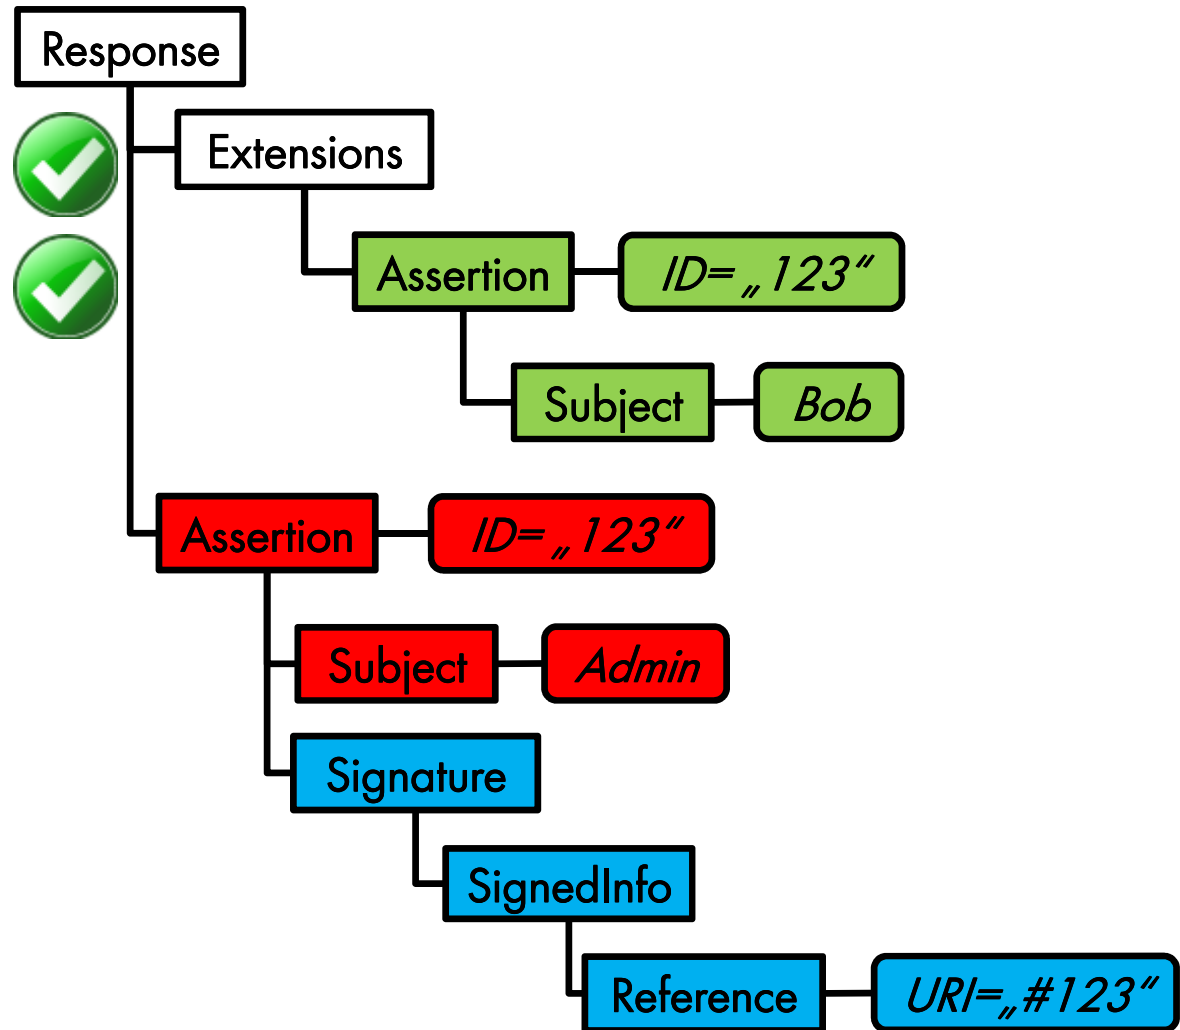 Response
Extensions
Assertion ID=„123“
Subject Bob
Assertion ID=„123“
Subject Admin
Signature
SignedInfo
Reference URI=„#123“